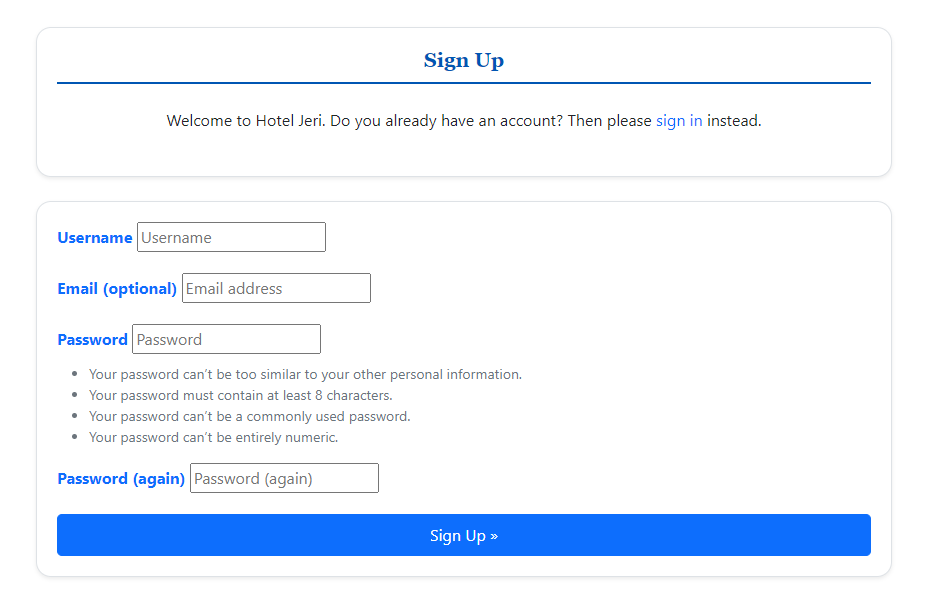 Sign Up
Welcome to Hotel Jeri. Do you already have an account? Then please sign in instead.
Username Username
Email (optional) Email address
Password Password
• Your password can’t be too similar to your other personal information.
• Your password must contain at least 8 characters.
• Your password can’t be a commonly used password.
• Your password can’t be entirely numeric.
Password (again) Password (again)
Sign Up »